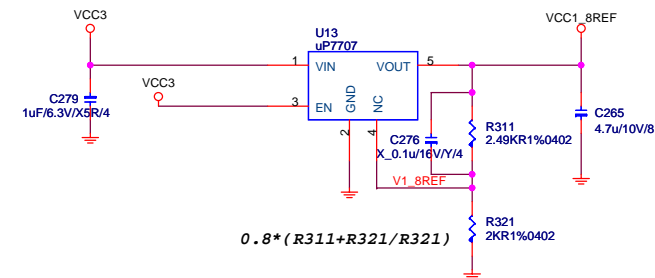 VCC3
VCC1_8REF
U13
uP7707
1
VIN
VOUT
5
VCC3
C279
1uF/6.3V/X5R/4
3
EN
GND
NC
2
4
C276
X_0.1u/16V/Y/4
R311
2.49KR1%0402
C265
4.7u/10V/8
V1_8REF
R321
2KR1%0402
0.8*(R311+R321/R321)